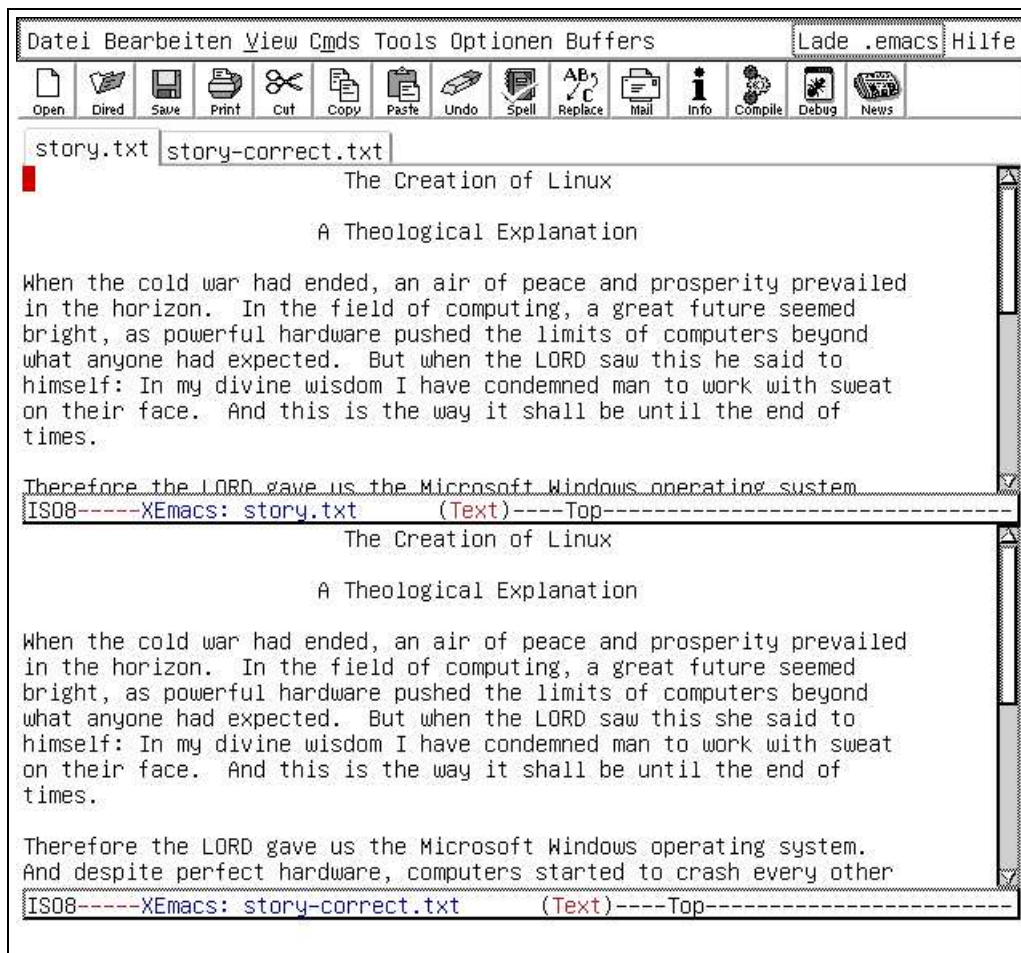 Datei Bearbeiten View Cmds Tools Optionen Buffers Lade .emacs Hilfe
Open Dired Save Print Cut Copy Paste Undo Spell Replace Mail Info Compile Debug News
story.txt story-correct.txt
The Creation of Linux
A Theological Explanation
When the cold war had ended, an air of peace and prosperity prevailed
in the horizon.  In the field of computing, a great future seemed
bright, as powerful hardware pushed the limits of computers beyond
what anyone had expected.  But when the LORD saw this he said to
himself: In my divine wisdom I have condemned man to work with sweat
on their face.  And this is the way it shall be until the end of
times.
Therefore the LORD gave us the Microsoft Windows operating system
ISO8-----XEmacs: story.txt      (Text)----Top---------------------------------
The Creation of Linux
A Theological Explanation
When the cold war had ended, an air of peace and prosperity prevailed
in the horizon.  In the field of computing, a great future seemed
bright, as powerful hardware pushed the limits of computers beyond
what anyone had expected.  But when the LORD saw this she said to
himself: In my divine wisdom I have condemned man to work with sweat
on their face.  And this is the way it shall be until the end of
times.
Therefore the LORD gave us the Microsoft Windows operating system.
And despite perfect hardware, computers started to crash every other
ISO8-----XEmacs: story-correct.txt      (Text)----Top-------------------------